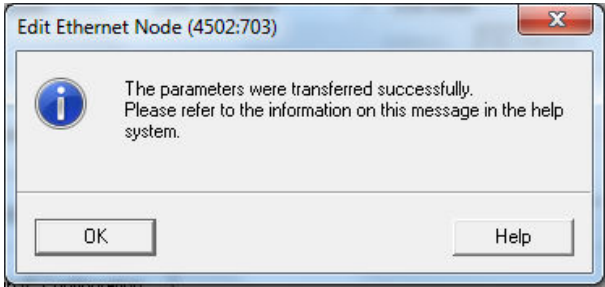 Edit Ethernet Node (4502:703)
The parameters were transferred successfully.
Please refer to the information on this message in the help
system.
OK
Help